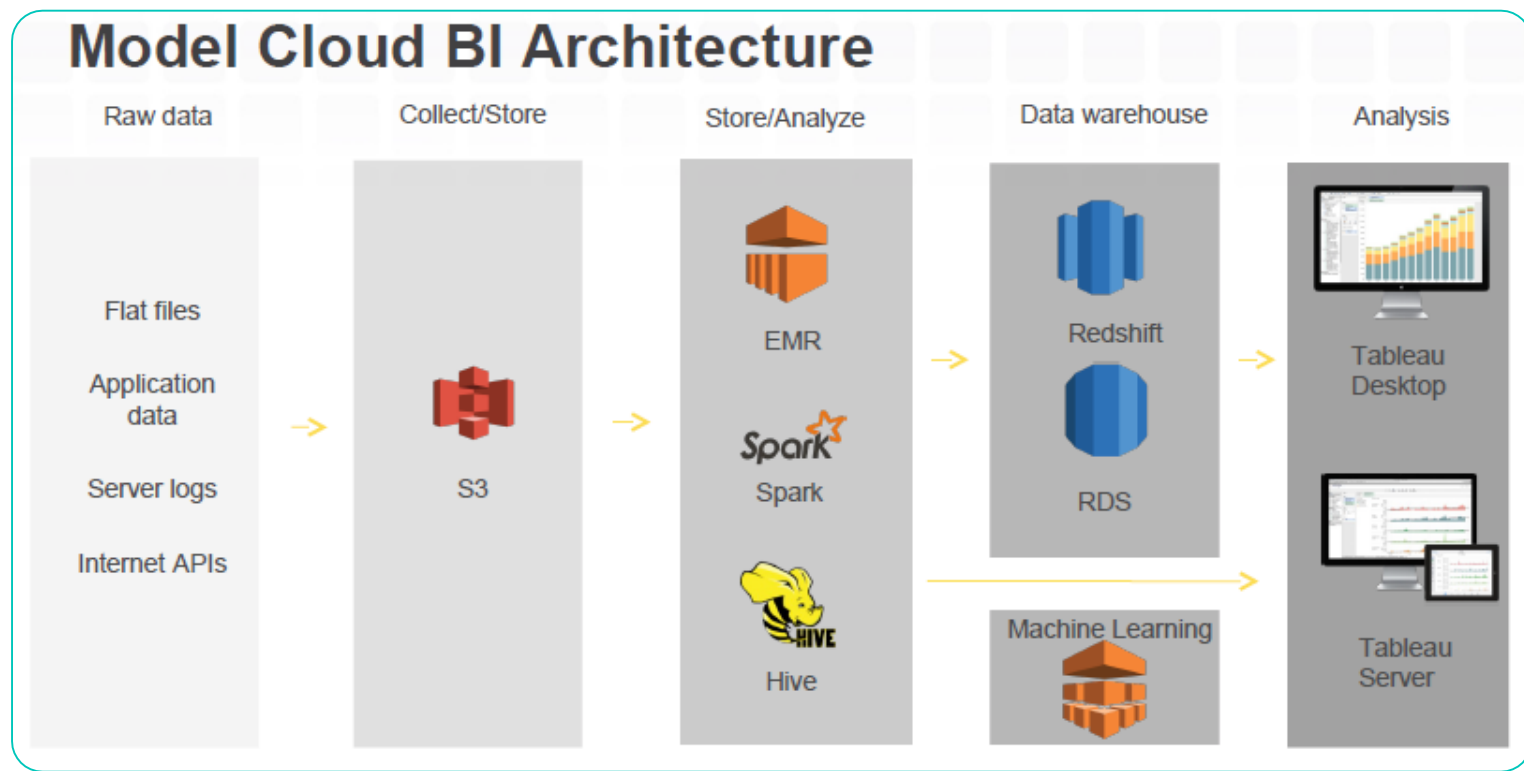 Model Cloud BI Architecture
Raw data
Collect/Store
Store/Analyze
Data warehouse
Analysis
Flat files
Application
data
Server logs
Internet APIs
S3
EMR
Spark
Spark
HIVE
Hive
Redshift
RDS
Machine Learning
Tableau
Desktop
Tableau
Server